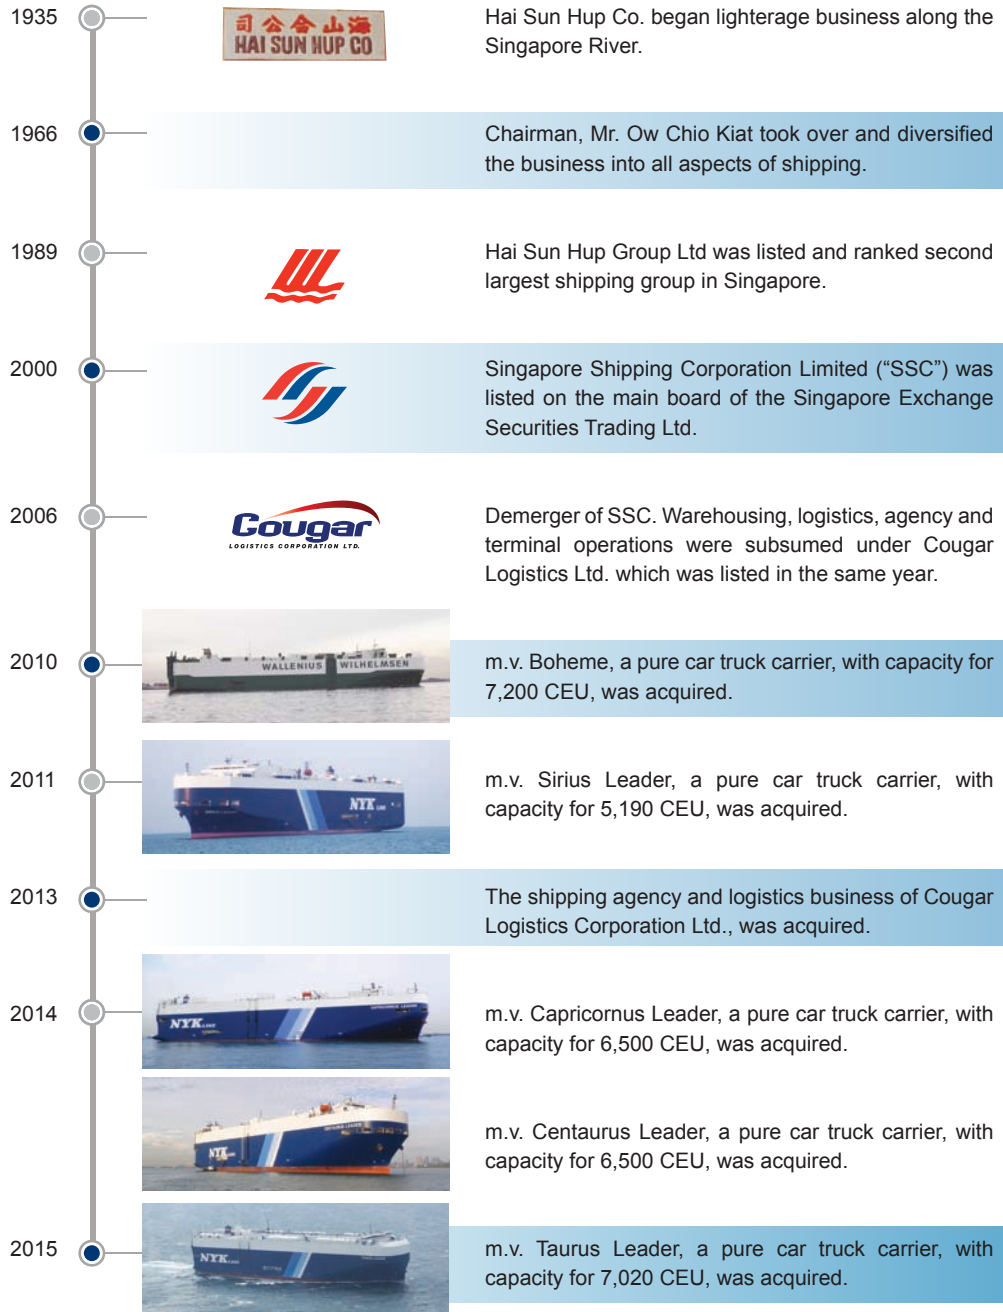 1935
司公合山海
HAI SUN HUP CO
Hai Sun Hup Co. began lighterage business along the
Singapore River.
1966
Chairman, Mr. Ow Chio Kiat took over and diversified
the business into all aspects of shipping.
1989
Hai Sun Hup Group Ltd was listed and ranked second
largest shipping group in Singapore.
2000
Singapore Shipping Corporation Limited (“SSC”) was
listed on the main board of the Singapore Exchange
Securities Trading Ltd.
2006
Cougar
LOGISTICS CORPORATION LTD.
Demerger of SSC. Warehousing, logistics, agency and
terminal operations were subsumed under Cougar
Logistics Ltd. which was listed in the same year.
2010
WALLENIUS WILHELMSEN
m.v. Boheme, a pure car truck carrier, with capacity for
7,200 CEU, was acquired.
2011
NYK LINE
m.v. Sirius Leader, a pure car truck carrier, with
capacity for 5,190 CEU, was acquired.
2013
The shipping agency and logistics business of Cougar
Logistics Corporation Ltd., was acquired.
2014
CAPRICORNUS LEADER
NYK LINE
m.v. Capricornus Leader, a pure car truck carrier, with
capacity for 6,500 CEU, was acquired.
CENTAURUS LEADER
NYK LINE
m.v. Centaurus Leader, a pure car truck carrier, with
capacity for 6,500 CEU, was acquired.
2015
NYK LINE
m.v. Taurus Leader, a pure car truck carrier, with
capacity for 7,020 CEU, was acquired.